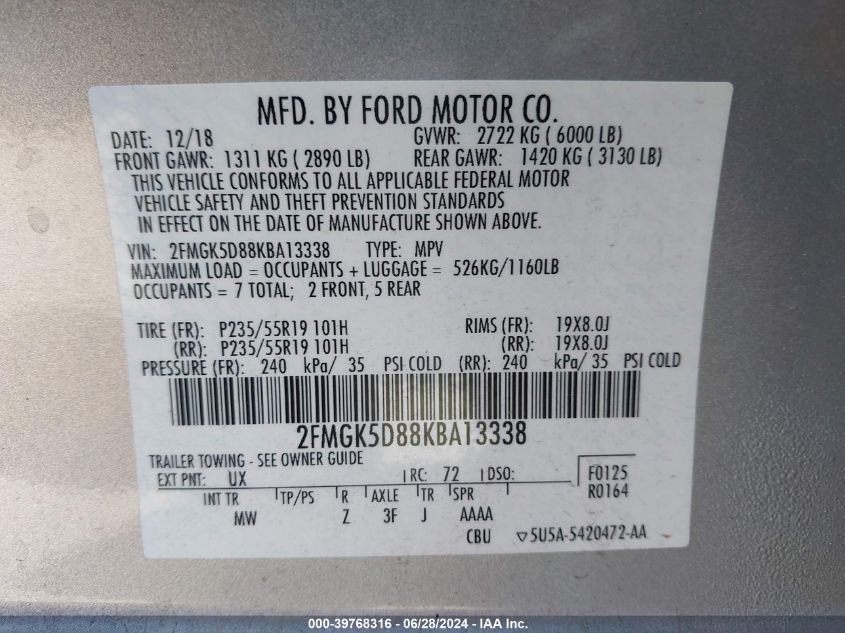 MFD. BY FORD MOTOR CO.
DATE: 12/18 GVWR: 2722 KG ( 6000 LB)
FRONT GAWR: 1311 KG ( 2890 LB) REAR GAWR: 1420 KG ( 3130 LB)
THIS VEHICLE CONFORMS TO ALL APPLICABLE FEDERAL MOTOR
VEHICLE SAFETY AND THEFT PREVENTION STANDARDS
IN EFFECT ON THE DATE OF MANUFACTURE SHOWN ABOVE.
VIN: 2FMGK5D88KBA13338 TYPE: MPV
MAXIMUM LOAD = OCCUPANTS + LUGGAGE = 526KG/1160LB
OCCUPANTS = 7 TOTAL; 2 FRONT, 5 REAR
TIRE (FR): P235/55R19 101H RIMS (FR): 19X8.0J
(RR): P235/55R19 101H (RR): 19X8.0J
PRESSURE (FR): 240 kPa/ 35 PSI COLD (RR): 240 kPa/ 35 PSI COLD
2FMGK5D88KBA13338
TRAILER TOWING - SEE OWNER GUIDE
EXT PNT: UX RC: 72 DSO: F0125
R0164
INT TR TP/PS R AXLE TR SPR
MW Z 3F J AAAA
CBU ▽5U5A-5420472-AA
000-39768316 - 06/28/2024 - IAA Inc.